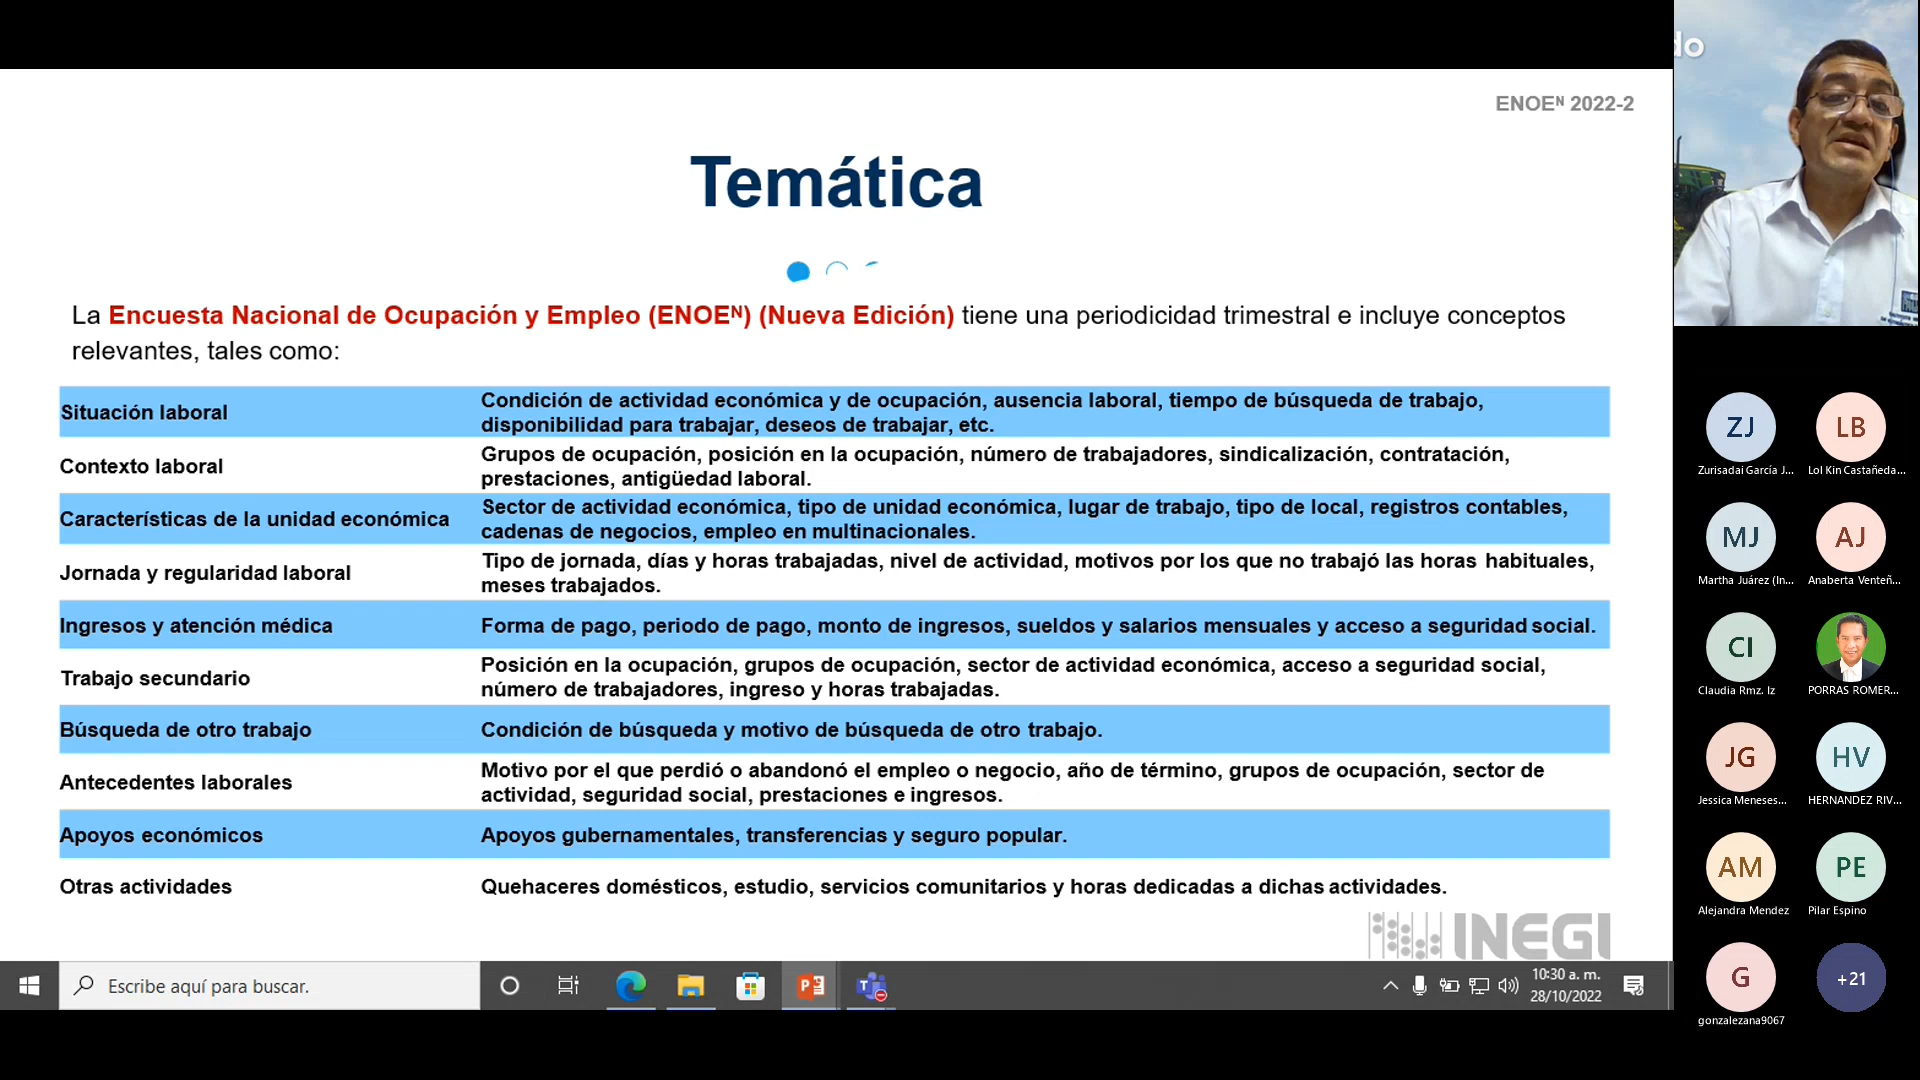 do
ENOEᴺ 2022-2
Temática
La Encuesta Nacional de Ocupación y Empleo (ENOEᴺ) (Nueva Edición) tiene una periodicidad trimestral e incluye conceptos
relevantes, tales como:
Situación laboral
Condición de actividad económica y de ocupación, ausencia laboral, tiempo de búsqueda de trabajo,
disponibilidad para trabajar, deseos de trabajar, etc.
Contexto laboral
Grupos de ocupación, posición en la ocupación, número de trabajadores, sindicalización, contratación,
prestaciones, antigüedad laboral.
Características de la unidad económica
Sector de actividad económica, tipo de unidad económica, lugar de trabajo, tipo de local, registros contables,
cadenas de negocios, empleo en multinacionales.
Jornada y regularidad laboral
Tipo de jornada, días y horas trabajadas, nivel de actividad, motivos por los que no trabajó las horas habituales,
meses trabajados.
Ingresos y atención médica
Forma de pago, periodo de pago, monto de ingresos, sueldos y salarios mensuales y acceso a seguridad social.
Trabajo secundario
Posición en la ocupación, grupos de ocupación, sector de actividad económica, acceso a seguridad social,
número de trabajadores, ingreso y horas trabajadas.
Búsqueda de otro trabajo
Condición de búsqueda y motivo de búsqueda de otro trabajo.
Antecedentes laborales
Motivo por el que perdió o abandonó el empleo o negocio, año de término, grupos de ocupación, sector de
actividad, seguridad social, prestaciones e ingresos.
Apoyos económicos
Apoyos gubernamentales, transferencias y seguro popular.
Otras actividades
Quehaceres domésticos, estudio, servicios comunitarios y horas dedicadas a dichas actividades.
INEGI
Escribe aquí para buscar.
10:30 a. m.
28/10/2022
ZJ
Zurisadai García J...
LB
Lol Kin Castañeda...
MJ
Martha Juárez (In...
AJ
Anaberta Venteñ...
CI
Claudia Rmz. Iz
PORRAS ROMER...
JG
Jessica Meneses...
HV
HERNANDEZ RIV...
AM
Alejandra Mendez
PE
Pilar Espino
G
gonzalezana9067
+21